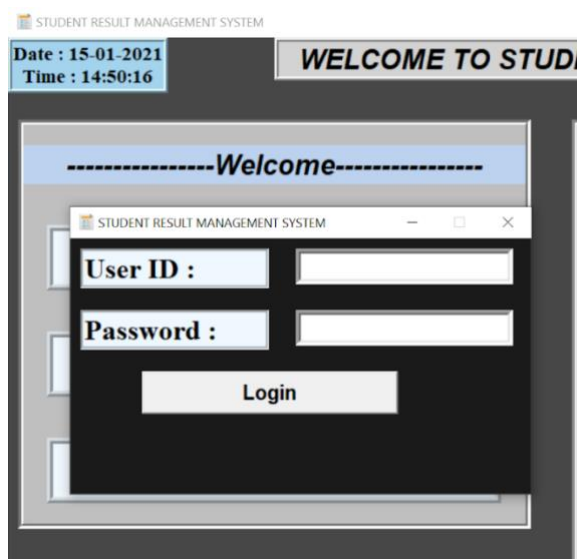 STUDENT RESULT MANAGEMENT SYSTEM
Date : 15-01-2021
Time : 14:50:16
WELCOME TO STUD
----------------Welcome----------------
STUDENT RESULT MANAGEMENT SYSTEM
User ID :
Password :
Login